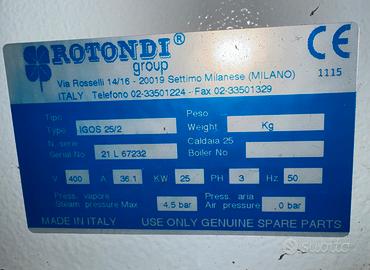 ROTONDI®
group
CE
1115
Via Rosselli 14/16 - 20019 Settimo Milanese (MILANO)
ITALY Telefono 02-33501224 - Fax 02-33501329
Tipo
Type IGOS 25/2
Peso
Weight Kg
N. serie
Serial No 21 L 67232
Caldaia 25
Boiler No
V 400 A 36.1 KW 25 PH 3 Hz 50
Press. vapore
Steam pressure Max 4.5 bar
Press. aria
Air pressure 0 bar
MADE IN ITALY USE ONLY GENUINE SPARE PARTS
subito